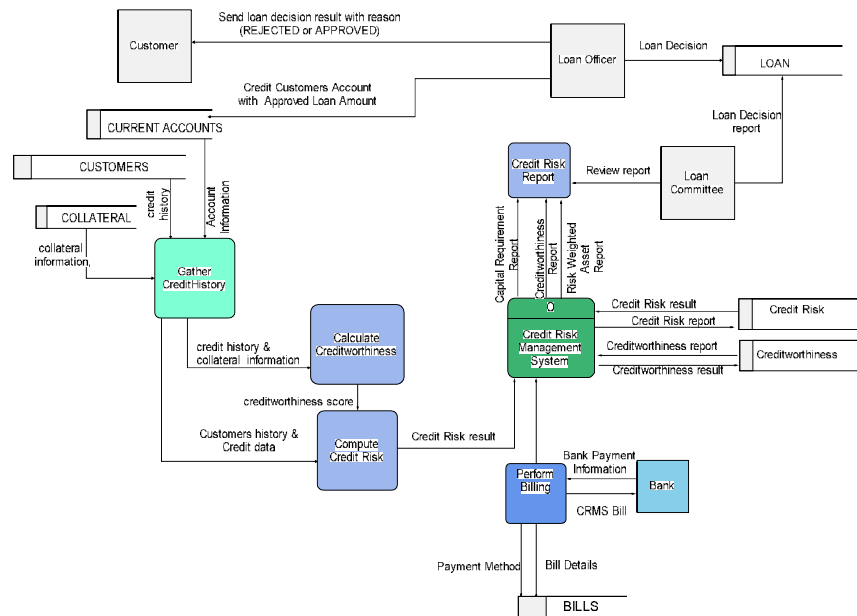 Send loan decision result with reason
(REJECTED or APPROVED)
Customer
Loan Officer
Loan Decision
LOAN
Credit Customers Account
with Approved Loan Amount
Loan Decision
report
CURRENT ACCOUNTS
CUSTOMERS
COLLATERAL
credit
history
Account
Information
collateral
information,
Credit Risk
Report
Review report
Loan
Committee
Gather
CreditHistory
Capital Requirement
Report
Creditworthiness
Report
Risk Weighted
Asset
Report
0
Credit Risk
Management
System
Credit Risk result
Credit Risk report
Credit Risk
Creditworthiness report
Creditworthiness result
Creditworthiness
Calculate
Creditworthiness
credit history &
collateral information
creditworthiness score
Customers history &
Credit data
Compute
Credit Risk
Credit Risk result
Perform
Billing
Bank Payment
Information
Bank
CRMS Bill
Payment Method
Bill Details
BILLS